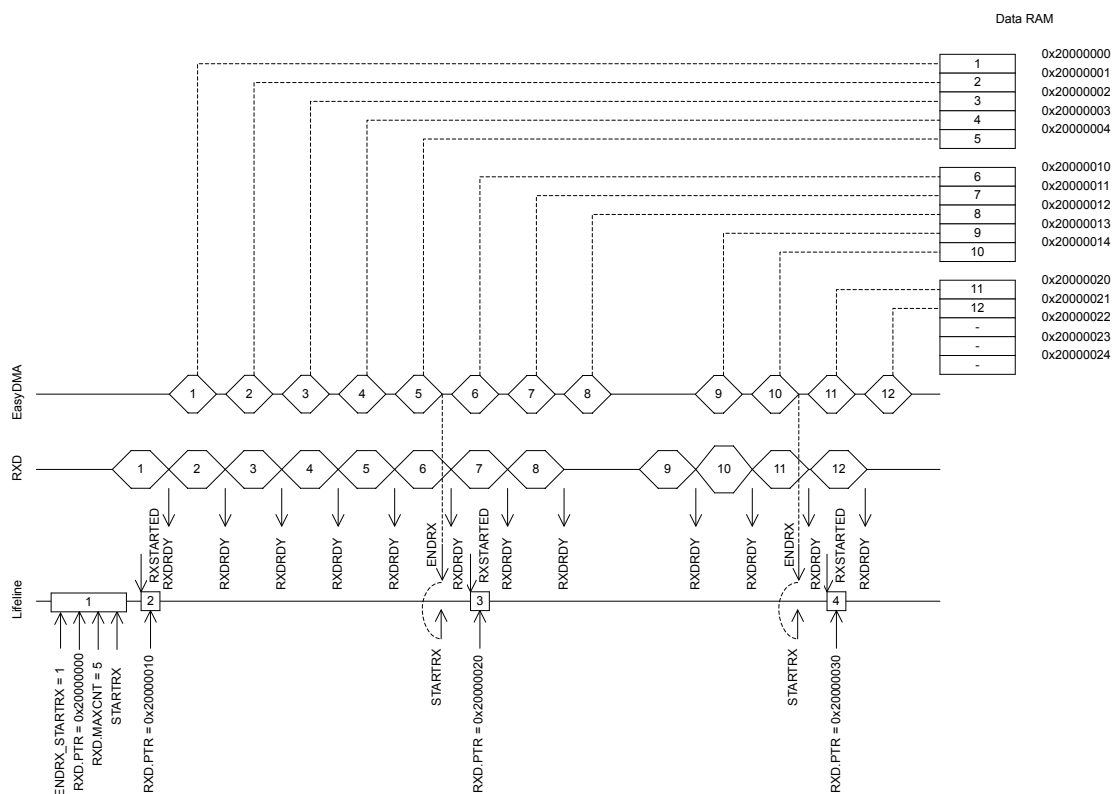 Data RAM
1
0x20000000
2
0x20000001
3
0x20000002
4
0x20000003
5
0x20000004
6
0x20000010
7
0x20000011
8
0x20000012
9
0x20000013
10
0x20000014
11
0x20000020
12
0x20000021
-
0x20000022
-
0x20000023
-
0x20000024
EasyDMA
1 2 3 4 5 6 7 8 9 10 11 12
RXD
1 2 3 4 5 6 7 8 9 10 11 12
RXSTARTED
RXDRDY
RXDRDY
RXDRDY
RXDRDY
RXDRDY
ENDRX
RXDRDY
RXSTARTED
RXDRDY
RXDRDY
RXDRDY
RXDRDY
ENDRX
RXDRDY
RXSTARTED
RXDRDY
Lifeline
1 2 3 4
ENDRX_STARTRX = 1
RXD.PTR = 0x20000000
RXD.MAXCNT = 5
STARTRX
RXD.PTR = 0x20000010
STARTRX
RXD.PTR = 0x20000020
STARTRX
RXD.PTR = 0x20000030